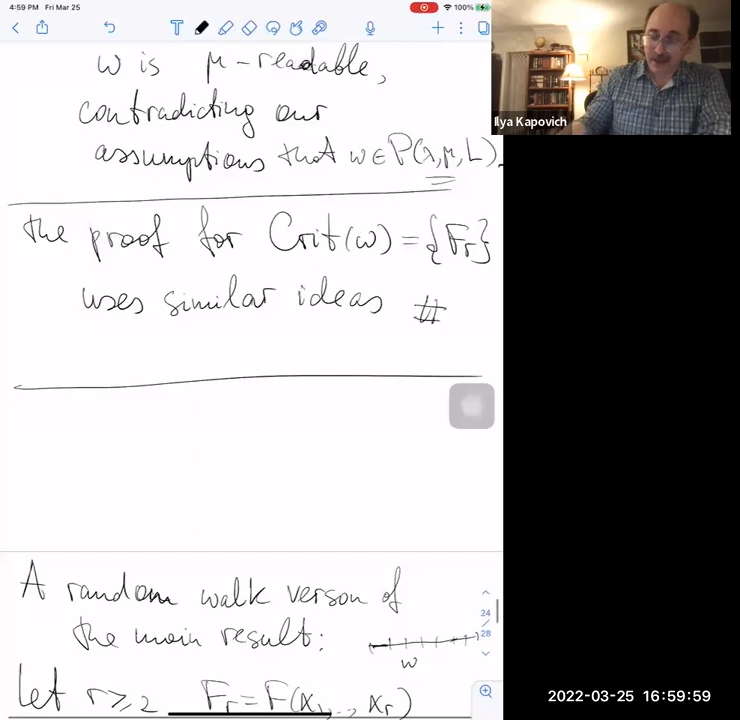 4:59 PM Fri Mar 25
100%
w is μ-readable,
contradicting our
assumptions that w∈P(λ,μ,L).
the proof for Crit(w)={Fr}
uses similar ideas #
A random walk verson of
the main result:
w
Let r≥2 Fr=F(x1,..,xr)
24
28
Ilya Kapovich
2022-03-25 16:59:59